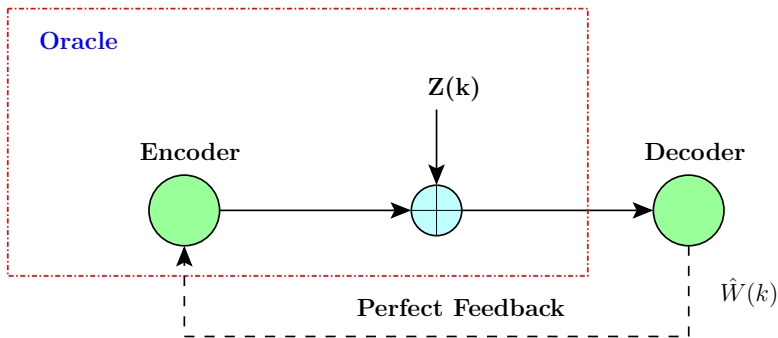 Oracle
Z(k)
Encoder
Decoder
Perfect Feedback
Ŵ(k)